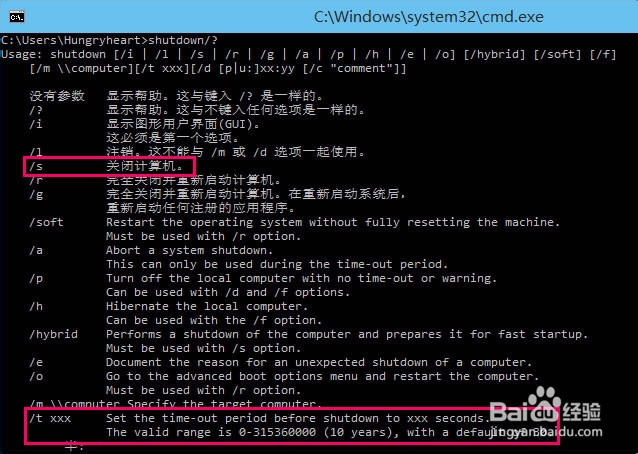 C:\Windows\system32\cmd.exe
C:\Users\Hungryheart>shutdown/?
Usage: shutdown [/i | /l | /s | /r | /g | /a | /p | /h | /e | /o] [/hybrid] [/soft] [/f]
[/m \\computer][/t xxx][/d [p|u:]xx:yy [/c "comment"]]
没有参数 显示帮助。这与键入 /? 是一样的。
/? 显示帮助。这与不键入任何选项是一样的。
/i 显示图形用户界面(GUI)。
这必须是第一个选项。
/l 注销。这不能与 /m 或 /d 选项一起使用。
/s 关闭计算机。
/r 完全关闭并重新启动计算机。
/g 完全关闭并重新启动计算机。在重新启动系统后，
重新启动任何注册的应用程序。
/soft Restart the operating system without fully resetting the machine.
Must be used with /r option.
/a Abort a system shutdown.
This can only be used during the time-out period.
/p Turn off the local computer with no time-out or warning.
Can be used with /d and /f options.
/h Hibernate the local computer.
Can be used with the /f option.
/hybrid Performs a shutdown of the computer and prepares it for fast startup.
Must be used with /s option.
/e Document the reason for an unexpected shutdown of a computer.
/o Go to the advanced boot options menu and restart the computer.
Must be used with /r option.
/m \\computer Specify the target computer.
/t xxx Set the time-out period before shutdown to xxx seconds.
The valid range is 0-315360000 (10 years), with a default of 30.
半:
Baidu 经验
jingyan.baidu.com